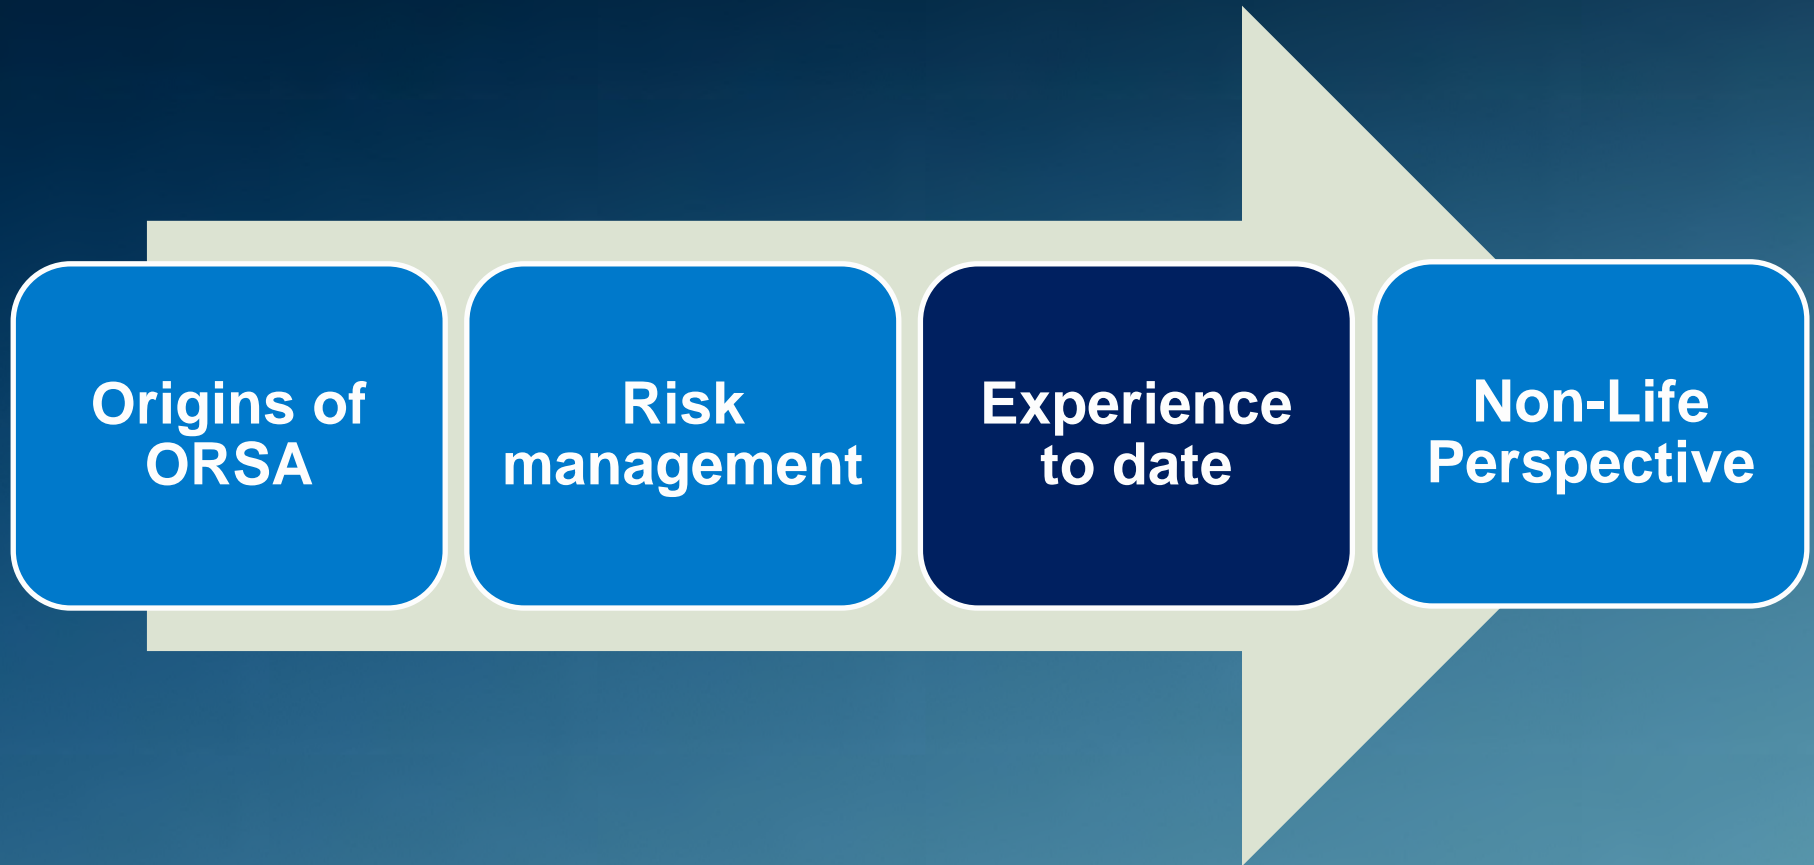 Origins of
ORSA
Risk
management
Experience
to date
Non-Life
Perspective